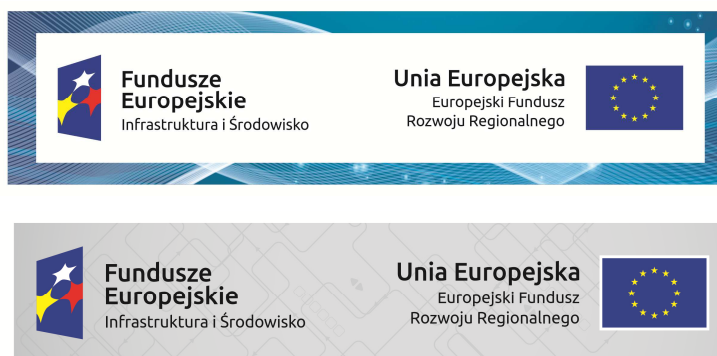 Fundusze
Europejskie
Infrastruktura i Środowisko
Unia Europejska
Europejski Fundusz
Rozwoju Regionalnego
Fundusze
Europejskie
Infrastruktura i Środowisko
Unia Europejska
Europejski Fundusz
Rozwoju Regionalnego